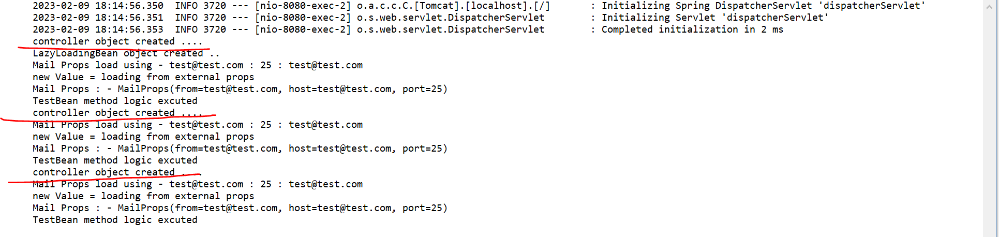 2023-02-09 18:14:56.350  INFO 3720 --- [nio-8080-exec-2] o.a.c.c.C.[Tomcat].[localhost].[/]       : Initializing Spring DispatcherServlet 'dispatcherServlet'
2023-02-09 18:14:56.351  INFO 3720 --- [nio-8080-exec-2] o.s.web.servlet.DispatcherServlet        : Initializing Servlet 'dispatcherServlet'
2023-02-09 18:14:56.353  INFO 3720 --- [nio-8080-exec-2] o.s.web.servlet.DispatcherServlet        : Completed initialization in 2 ms
controller object created ....
LazyLoadingBean object created ..
Mail Props load using - test@test.com : 25 : test@test.com
new Value = loading from external props
Mail Props : - MailProps(from=test@test.com, host=test@test.com, port=25)
TestBean method logic excuted
controller object created ....
Mail Props load using - test@test.com : 25 : test@test.com
new Value = loading from external props
Mail Props : - MailProps(from=test@test.com, host=test@test.com, port=25)
TestBean method logic excuted
controller object created ....
Mail Props load using - test@test.com : 25 : test@test.com
new Value = loading from external props
Mail Props : - MailProps(from=test@test.com, host=test@test.com, port=25)
TestBean method logic excuted